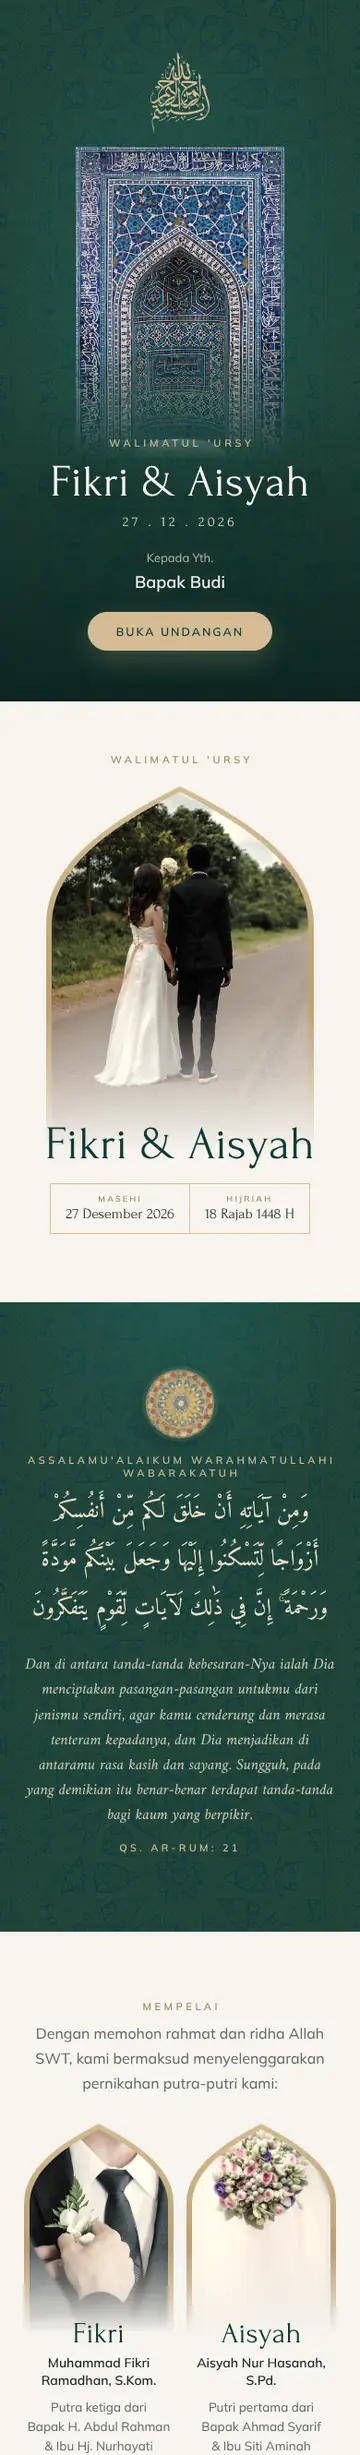 WALIMATUL 'URSY
Fikri & Aisyah
27 . 12 . 2026
Kepada Yth.
Bapak Budi
BUKA UNDANGAN
WALIMATUL 'URSY
Fikri & Aisyah
MASEHI
27 Desember 2026
HIJRIAH
18 Rajab 1448 H
ASSALAMU'ALAIKUM WARAHMATULLAHI
WABARAKATUH
وَمِنْ آيَاتِهِ أَنْ خَلَقَ لَكُم مِّنْ أَنفُسِكُمْ
أَزْوَاجًا لِّتَسْكُنُوا إِلَيْهَا وَجَعَلَ بَيْنَكُم مَّوَدَّةً
وَرَحْمَةً ۚ إِنَّ فِي ذَٰلِكَ لَآيَاتٍ لِّقَوْمٍ يَتَفَكَّرُونَ
Dan di antara tanda-tanda kebesaran-Nya ialah Dia
menciptakan pasangan-pasangan untukmu dari
jenismu sendiri, agar kamu cenderung dan merasa
tenteram kepadanya, dan Dia menjadikan di
antaramu rasa kasih dan sayang. Sungguh, pada
yang demikian itu benar-benar terdapat tanda-tanda
bagi kaum yang berpikir.
QS. AR-RUM: 21
MEMPELAI
Dengan memohon rahmat dan ridha Allah
SWT, kami bermaksud menyelenggarakan
pernikahan putra-putri kami:
Fikri
Muhammad Fikri
Ramadhan, S.Kom.
Putra ketiga dari
Bapak H. Abdul Rahman
& Ibu Hj. Nurhayati
Aisyah
Aisyah Nur Hasanah,
S.Pd.
Putri pertama dari
Bapak Ahmad Syarif
& Ibu Siti Aminah